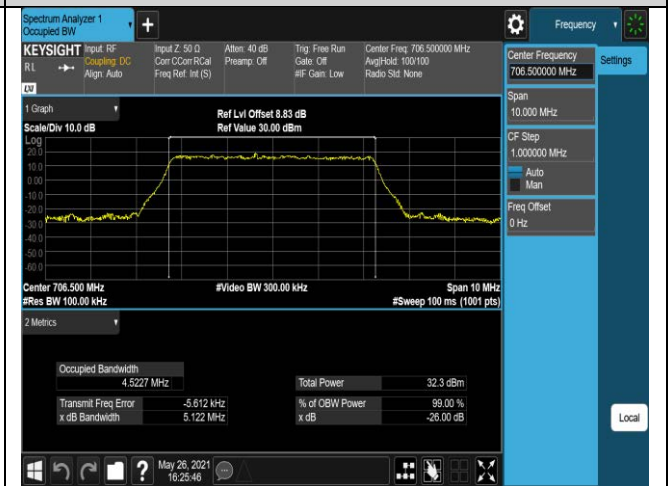 Spectrum Analyzer 1
Occupied BW
+
Frequency
KEYSIGHT
RL
LXI
Input: RF
Coupling: DC
Align: Auto
Input Z: 50 Ω
Corr CCorr RCal
Freq Ref: Int (S)
Atten: 40 dB
Preamp: Off
Trig: Free Run
Gate: Off
#IF Gain: Low
Center Freq: 706.500000 MHz
Avg|Hold: 100/100
Radio Std: None
Center Frequency
706.500000 MHz
Settings
Span
10.000 MHz
CF Step
1.000000 MHz
Auto
Man
Freq Offset
0 Hz
1 Graph
Scale/Div 10.0 dB
Ref Lvl Offset 8.83 dB
Ref Value 30.00 dBm
Log
20.0
10.0
0.00
-10.0
-20.0
-30.0
-40.0
-50.0
-60.0
Center 706.500 MHz
#Video BW 300.00 kHz
Span 10 MHz
#Res BW 100.00 kHz
#Sweep 100 ms (1001 pts)
2 Metrics
Occupied Bandwidth
4.5227 MHz
Total Power 32.3 dBm
Transmit Freq Error -5.612 kHz
% of OBW Power 99.00 %
x dB Bandwidth 5.122 MHz
x dB -26.00 dB
Local
?
May 26, 2021
16:25:46